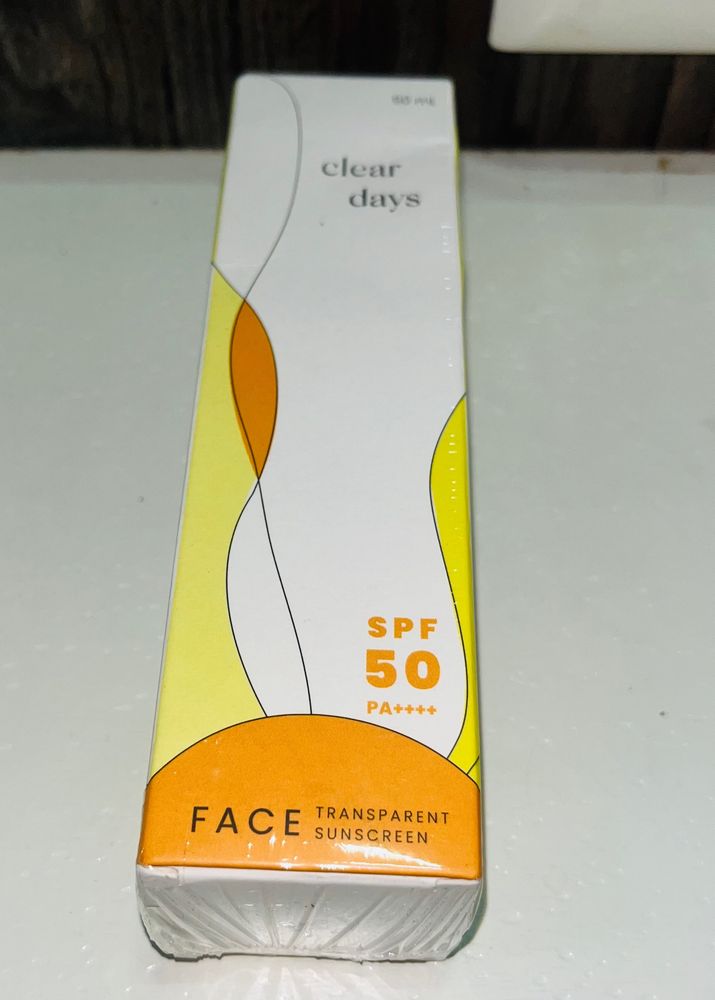 clear
days
SPF
50
PA++++
FACE TRANSPARENT
SUNSCREEN